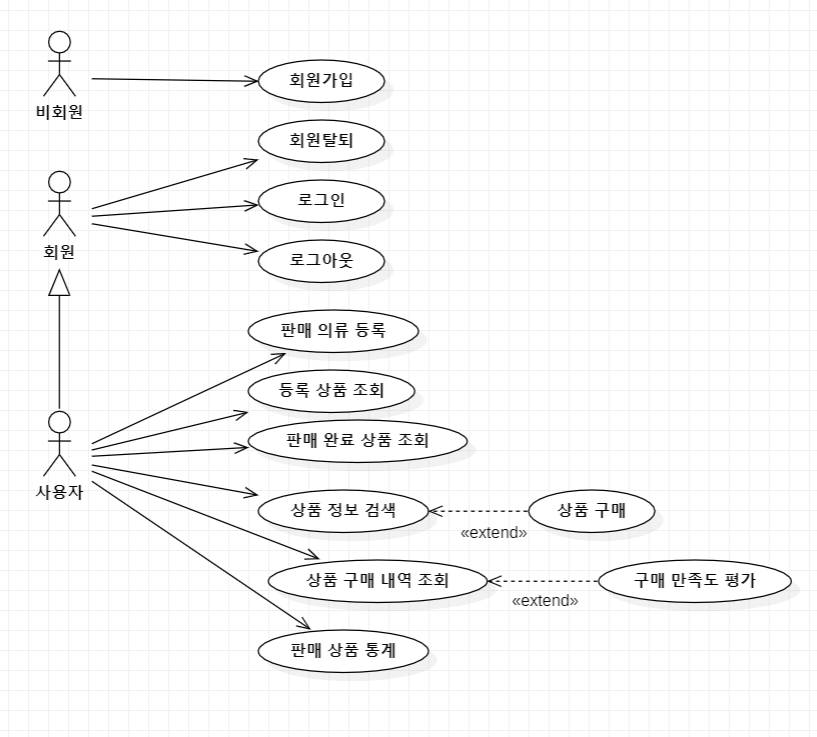 비회원
회원가입
회원탈퇴
회원
로그인
로그아웃
판매 의류 등록
등록 상품 조회
판매 완료 상품 조회
사용자
상품 정보 검색
상품 구매
«extend»
상품 구매 내역 조회
구매 만족도 평가
«extend»
판매 상품 통계